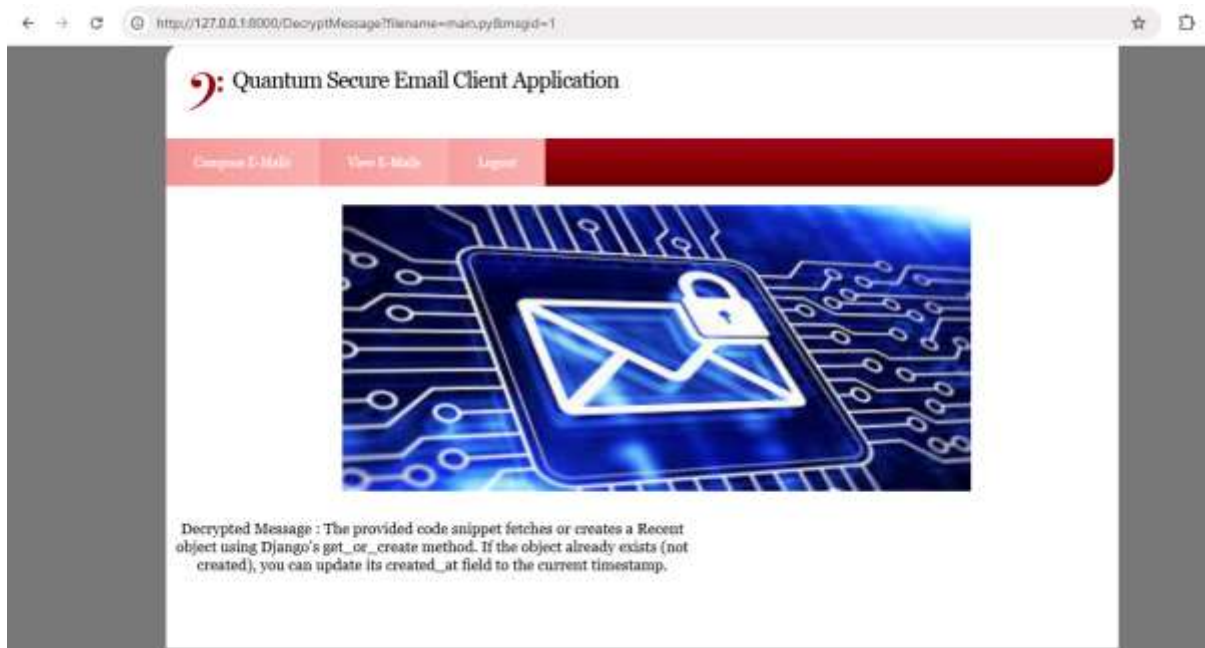 http://127.0.0.1:8000/DecryptMessage?filename=main.py&msgid=1
Quantum Secure Email Client Application
Compose E-Mails View E-Mails Logout
Decrypted Message : The provided code snippet fetches or creates a Recent
object using Django's get_or_create method. If the object already exists (not
created), you can update its created_at field to the current timestamp.